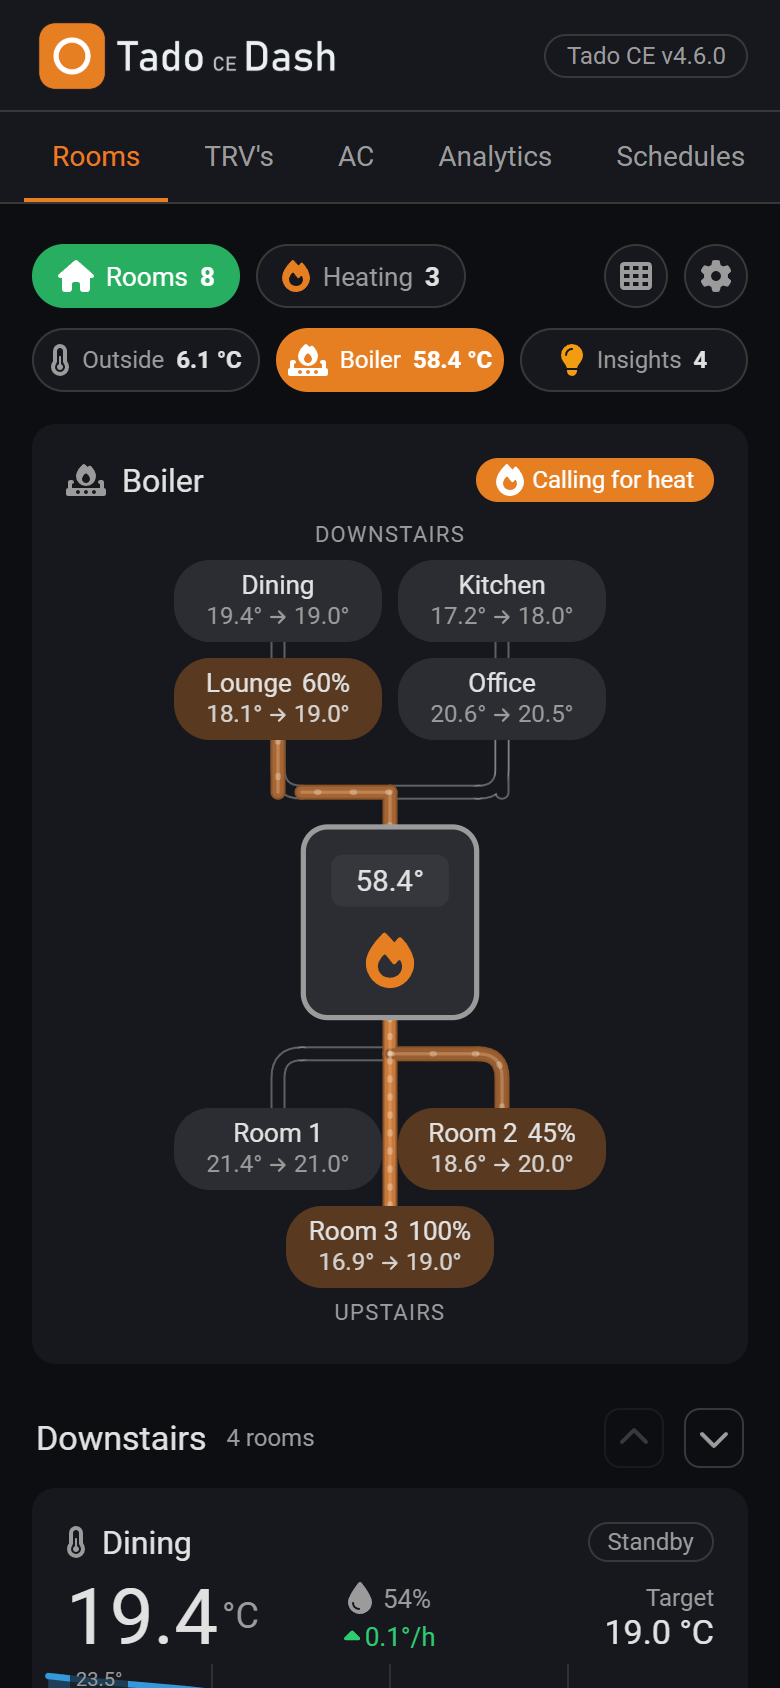 Tado CE Dash
Tado CE v4.6.0
Rooms TRV's AC Analytics Schedules
Rooms 8 Heating 3
Outside 6.1 °C Boiler 58.4 °C Insights 4
Boiler
Calling for heat
DOWNSTAIRS
Dining
19.4° → 19.0°
Kitchen
17.2° → 18.0°
Lounge 60%
18.1° → 19.0°
Office
20.6° → 20.5°
58.4°
Room 1
21.4° → 21.0°
Room 2 45%
18.6° → 20.0°
Room 3 100%
16.9° → 19.0°
UPSTAIRS
Downstairs 4 rooms
Dining
Standby
19.4 °C
54%
0.1°/h
Target
19.0 °C
23.5°